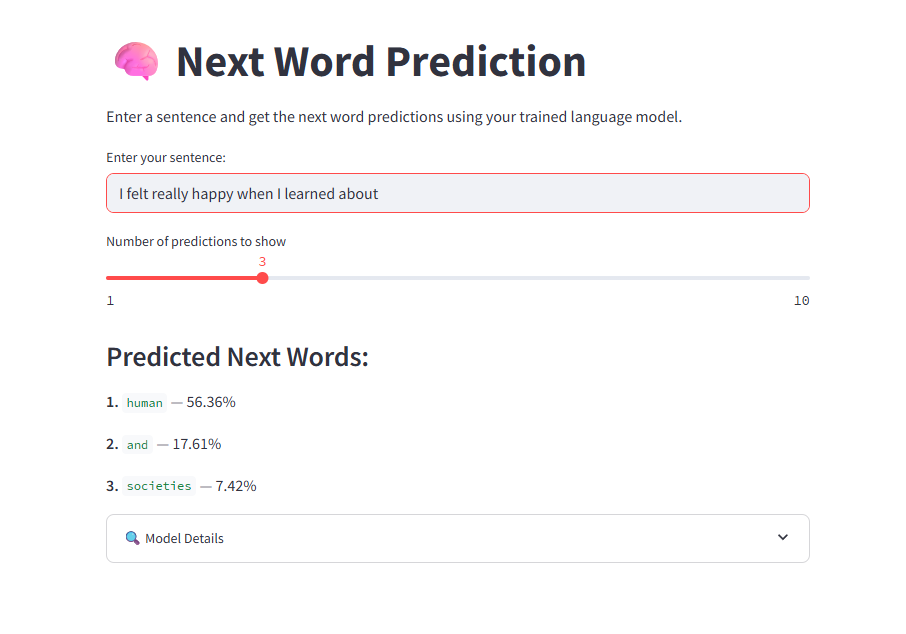 Next Word Prediction
Enter a sentence and get the next word predictions using your trained language model.
Enter your sentence:
I felt really happy when I learned about
Number of predictions to show
3
1 10
Predicted Next Words:
1. human — 56.36%
2. and — 17.61%
3. societies — 7.42%
Model Details